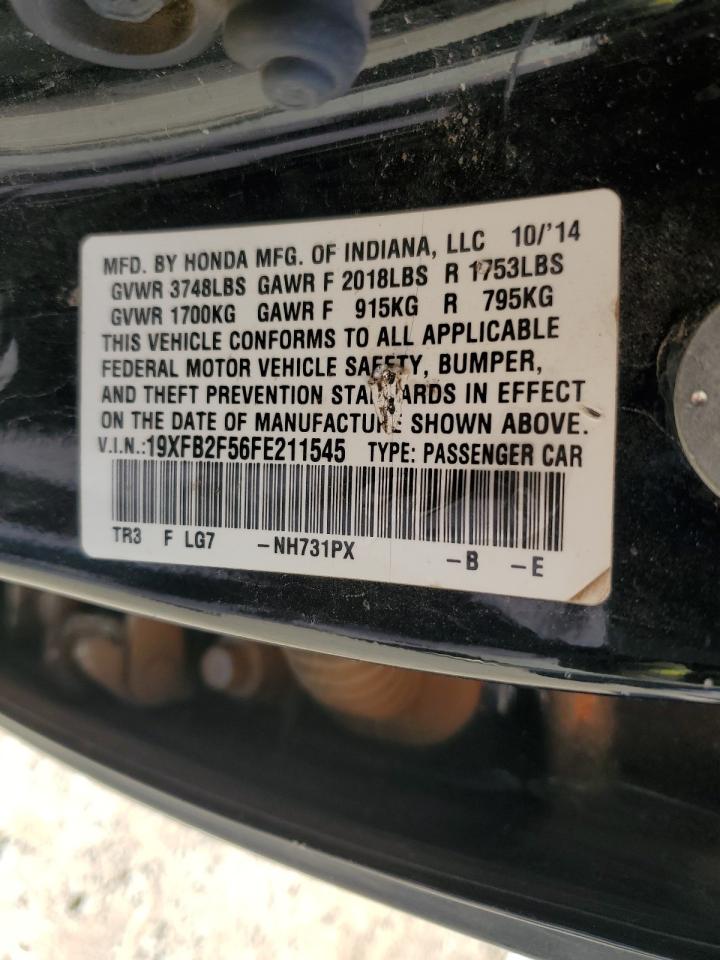 MFD. BY HONDA MFG. OF INDIANA, LLC 10/'14
GVWR 3748LBS GAWR F 2018LBS R 1753LBS
GVWR 1700KG GAWR F 915KG R 795KG
THIS VEHICLE CONFORMS TO ALL APPLICABLE
FEDERAL MOTOR VEHICLE SAFETY, BUMPER,
AND THEFT PREVENTION STANDARDS IN EFFECT
ON THE DATE OF MANUFACTURE SHOWN ABOVE.
V.I.N.:19XFB2F56FE211545 TYPE: PASSENGER CAR
TR3 F LG7 -NH731PX -B -E